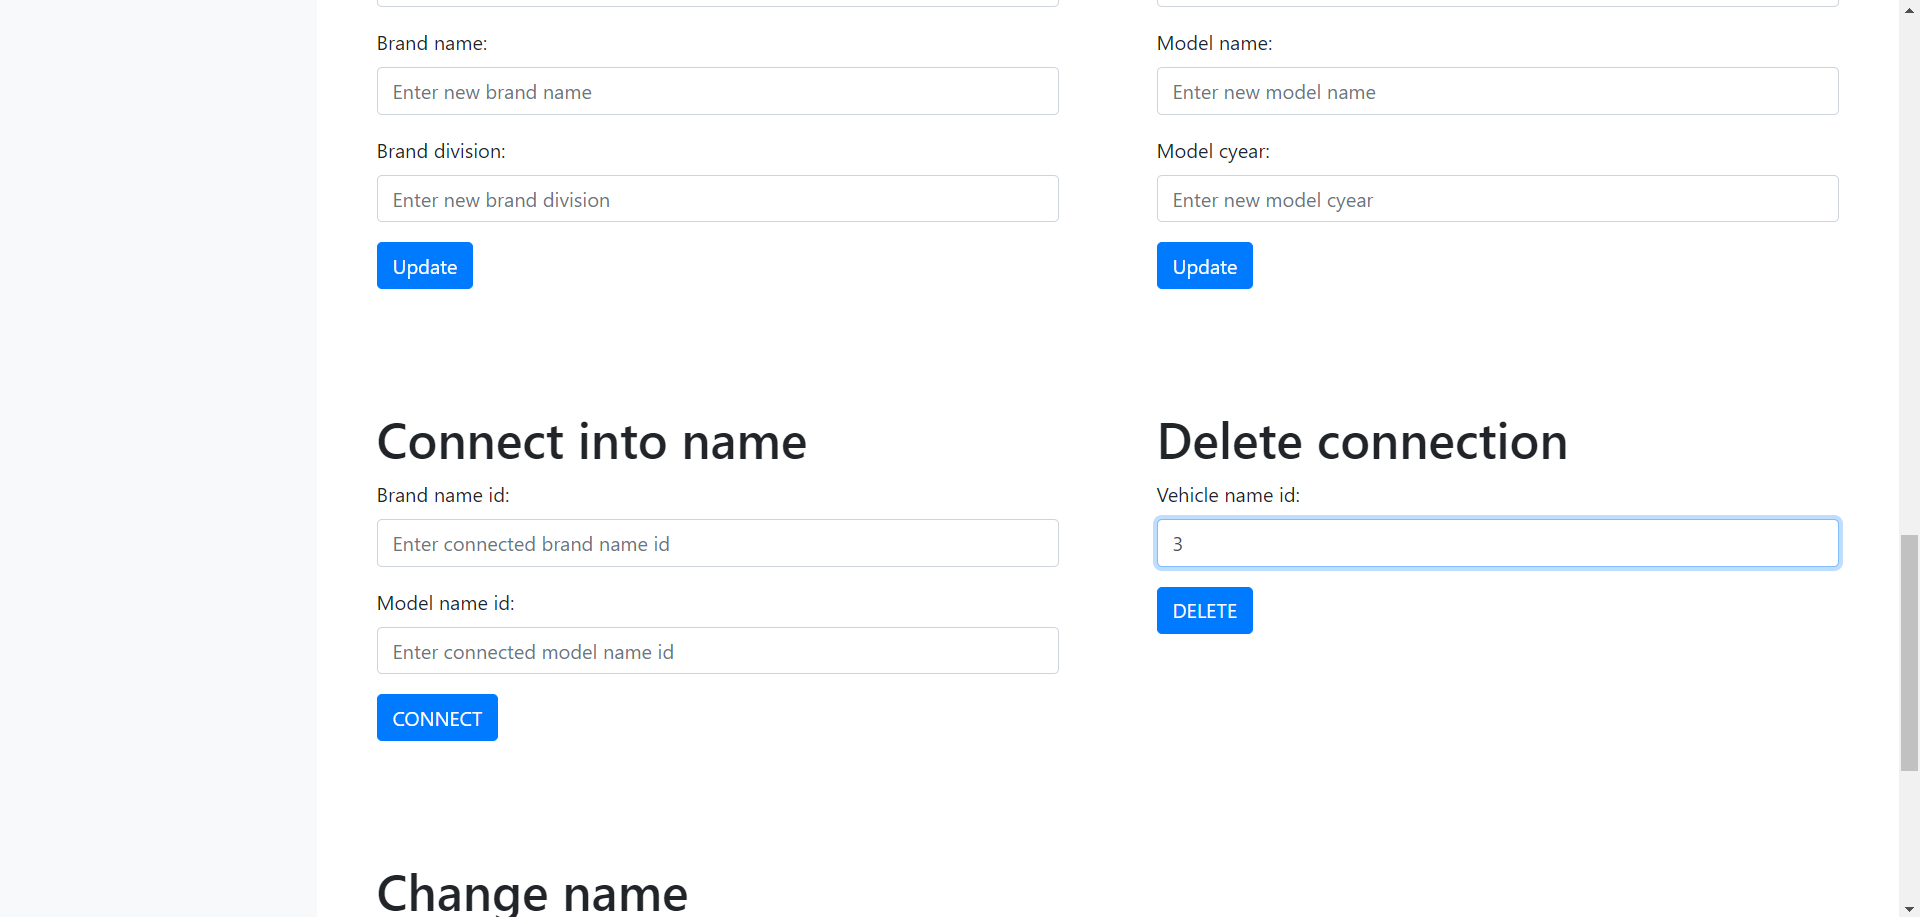 Brand name:
Enter new brand name
Brand division:
Enter new brand division
Update
Model name:
Enter new model name
Model cyear:
Enter new model cyear
Update
Connect into name
Brand name id:
Enter connected brand name id
Model name id:
Enter connected model name id
CONNECT
Delete connection
Vehicle name id:
3
DELETE
Change name